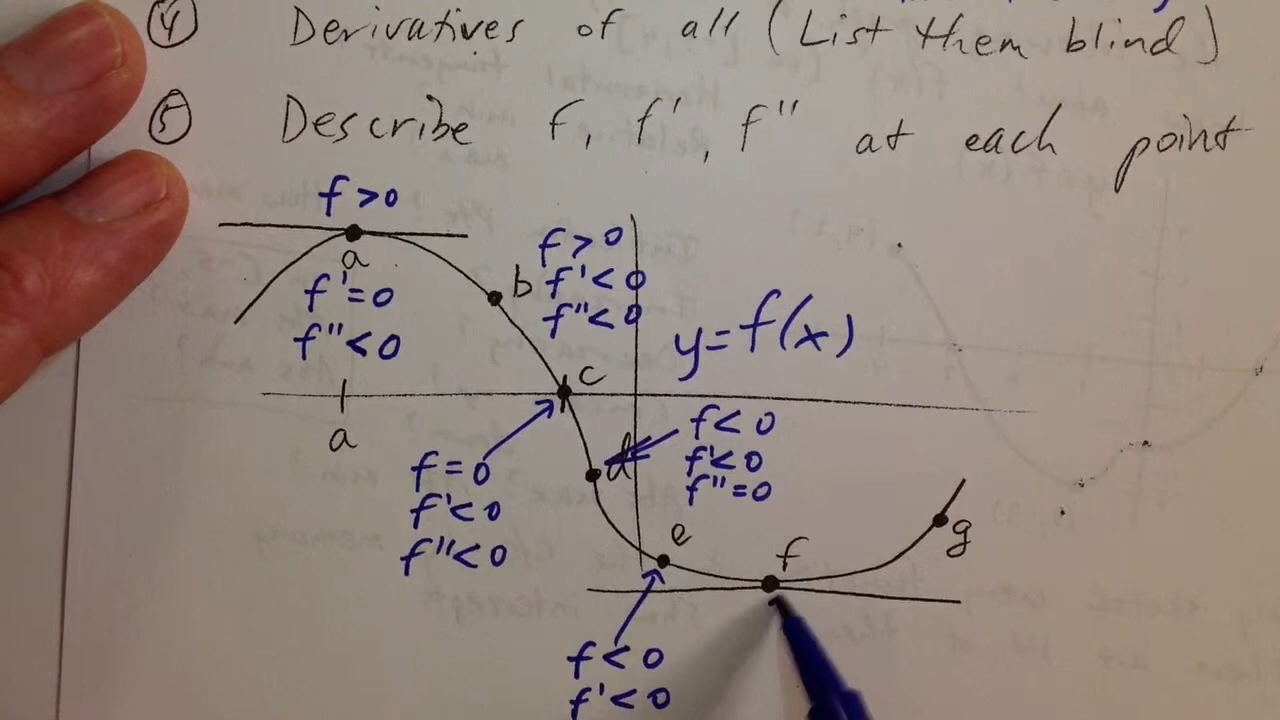 ④ Derivatives of all (List them blind)
⑤ Describe f, f', f'' at each point
f > 0
a
f' = 0
f'' < 0
b
f > 0
f' < 0
f'' < 0
y = f(x)
c
a
f = 0
f' < 0
f'' < 0
d
f < 0
f' < 0
f'' = 0
e
f
g
f < 0
f' < 0